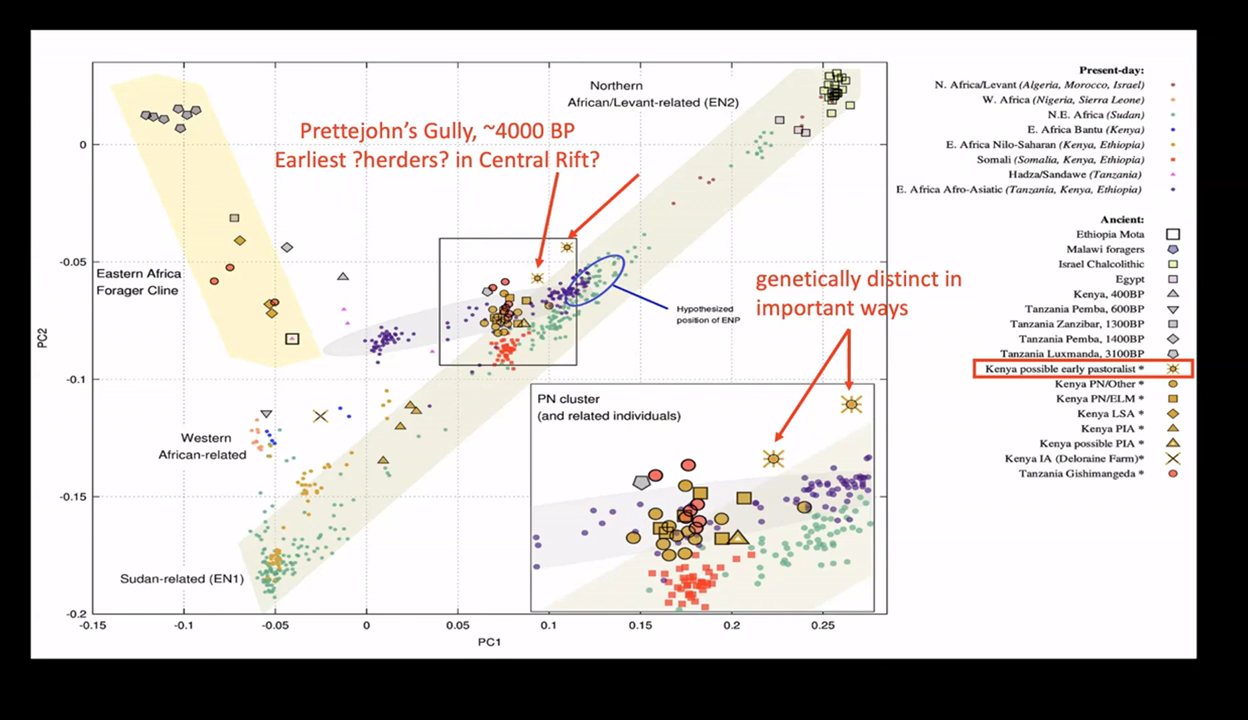 Northern
African/Levant-related (EN2)
Prettejohn's Gully, ~4000 BP
Earliest ?herders? in Central Rift?
genetically distinct in
important ways
Eastern Africa
Forager Cline
Hypothesized
position of ENP
PN cluster
(and related individuals)
Western
African-related
Sudan-related (EN1)
PC2
0
-0.05
-0.1
-0.15
-0.2
-0.15
-0.1
-0.05
0
0.05
0.1
0.15
0.2
0.25
PC1
Present-day:
N. Africa/Levant (Algeria, Morocco, Israel)
W. Africa (Nigeria, Sierra Leone)
N.E. Africa (Sudan)
E. Africa Bantu (Kenya)
E. Africa Nilo-Saharan (Kenya, Ethiopia)
Somali (Somalia, Kenya, Ethiopia)
Hadza/Sandawe (Tanzania)
E. Africa Afro-Asiatic (Tanzania, Kenya, Ethiopia)
Ancient:
Ethiopia Mota
Malawi foragers
Israel Chalcolithic
Egypt
Kenya, 400BP
Tanzania Pemba, 600BP
Tanzania Zanzibar, 1300BP
Tanzania Pemba, 1400BP
Tanzania Luxmanda, 3100BP
Kenya possible early pastoralist *
Kenya PN/Other *
Kenya PN/ELM *
Kenya LSA *
Kenya PIA *
Kenya possible PIA *
Kenya IA (Deloraine Farm)*
Tanzania Gishimangeda*